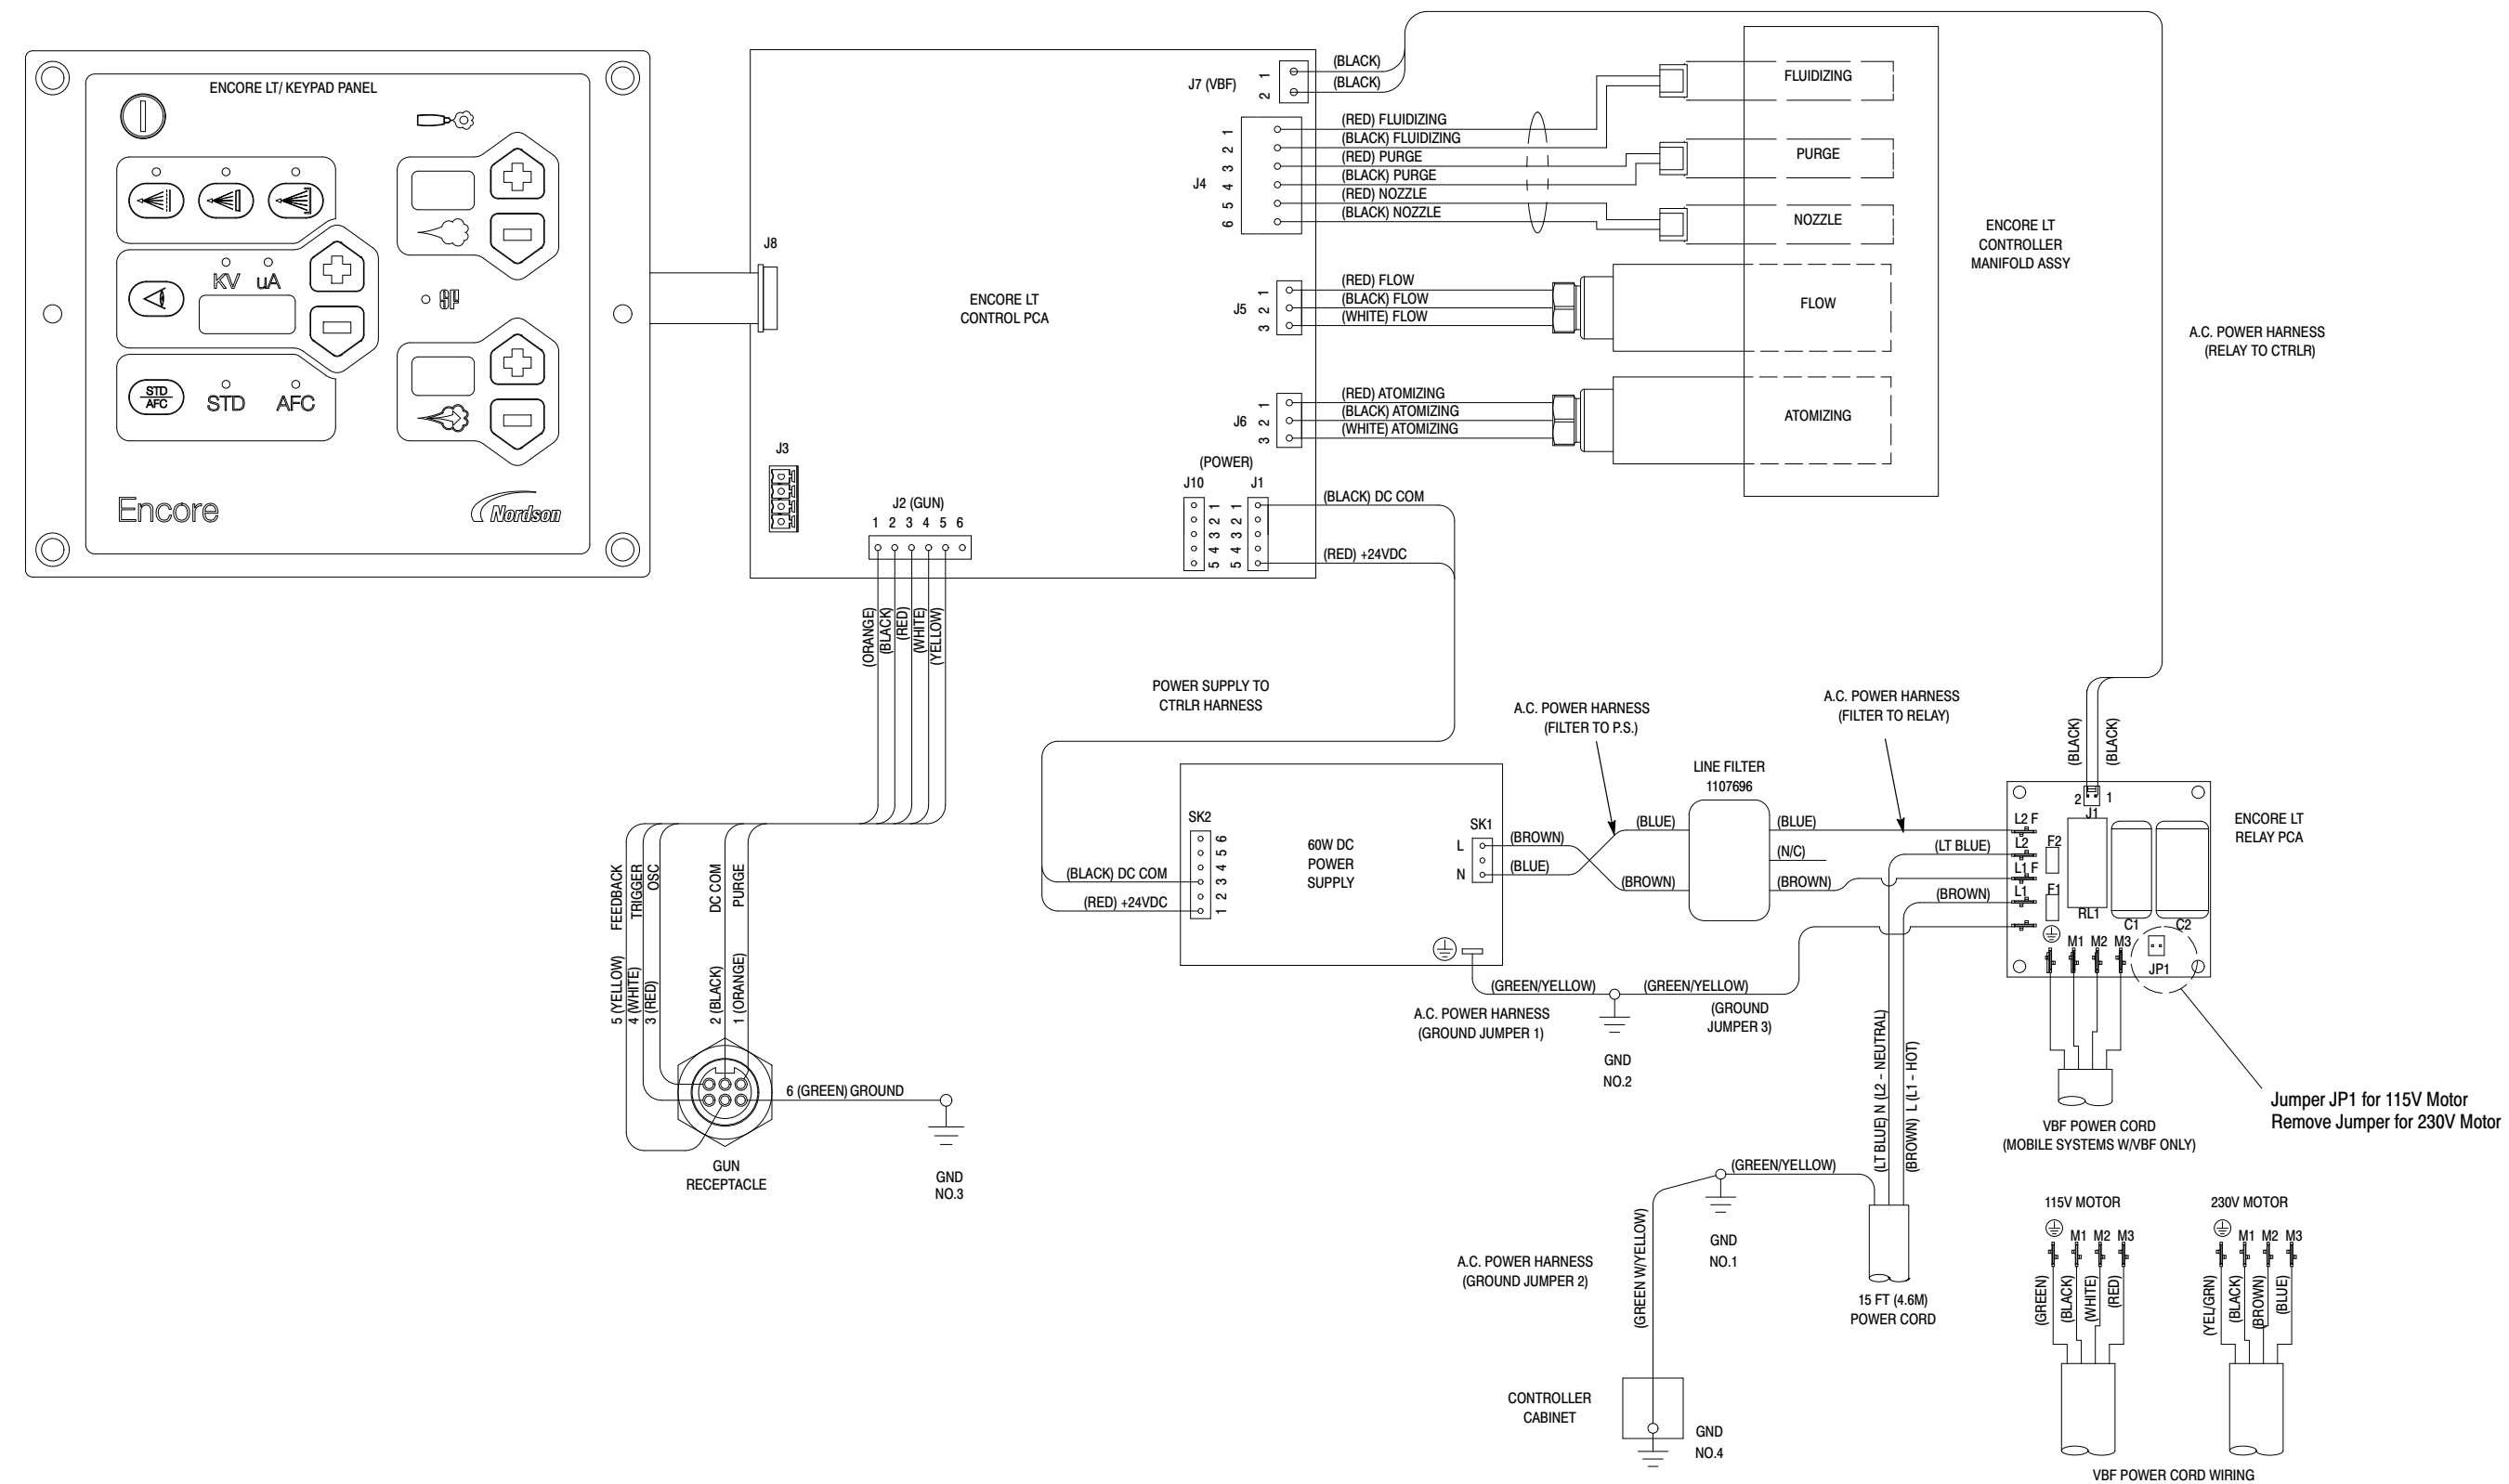 ENCORE LT/ KEYPAD PANEL
KV uA
SF
STD
AFC
STD AFC
Encore
Nordson
J8
J3
ENCORE LT
CONTROL PCA
J2 (GUN)
1 2 3 4 5 6
J7 (VBF)
1
2
(BLACK)
(BLACK)
J4
1
2
3
4
5
6
(RED) FLUIDIZING
(BLACK) FLUIDIZING
(RED) PURGE
(BLACK) PURGE
(RED) NOZZLE
(BLACK) NOZZLE
J5
1
2
3
(RED) FLOW
(BLACK) FLOW
(WHITE) FLOW
J6
1
2
3
(RED) ATOMIZING
(BLACK) ATOMIZING
(WHITE) ATOMIZING
(POWER)
J10 J1
1 1
2 2
3 3
4 4
5 5
(BLACK) DC COM
(RED) +24VDC
FLUIDIZING
PURGE
NOZZLE
FLOW
ATOMIZING
ENCORE LT
CONTROLLER
MANIFOLD ASSY
A.C. POWER HARNESS
(RELAY TO CTRLR)
(ORANGE)
(BLACK)
(RED)
(WHITE)
(YELLOW)
POWER SUPPLY TO
CTRLR HARNESS
5 (YELLOW) FEEDBACK
4 (WHITE) TRIGGER
3 (RED) OSC
2 (BLACK) DC COM
1 (ORANGE) PURGE
6 (GREEN) GROUND
GUN
RECEPTACLE
GND
NO.3
SK2
6
5
4
3
2
1
(BLACK) DC COM
(RED) +24VDC
60W DC
POWER
SUPPLY
SK1
L
N
(BROWN)
(BLUE)
A.C. POWER HARNESS
(FILTER TO P.S.)
(BLUE)
(BROWN)
LINE FILTER
1107696
(BLUE)
(N/C)
(BROWN)
A.C. POWER HARNESS
(FILTER TO RELAY)
(LT BLUE)
(BROWN)
(GREEN/YELLOW)
(GREEN/YELLOW)
A.C. POWER HARNESS
(GROUND JUMPER 1)
(GROUND
JUMPER 3)
GND
NO.2
(BLACK)
(BLACK)
2 1
J1
L2 F
L2
L1 F
L1
F2
F1
RL1
C1
C2
M1 M2 M3
JP1
ENCORE LT
RELAY PCA
Jumper JP1 for 115V Motor
Remove Jumper for 230V Motor
VBF POWER CORD
(MOBILE SYSTEMS W/VBF ONLY)
(LT BLUE) N (L2 - NEUTRAL)
(BROWN) L (L1 - HOT)
(GREEN/YELLOW)
GND
NO.1
15 FT (4.6M)
POWER CORD
A.C. POWER HARNESS
(GROUND JUMPER 2)
(GREEN W/YELLOW)
CONTROLLER
CABINET
GND
NO.4
115V MOTOR
M1 M2 M3
(GREEN)
(BLACK)
(WHITE)
(RED)
230V MOTOR
M1 M2 M3
(YEL/GRN)
(BLACK)
(BROWN)
(BLUE)
VBF POWER CORD WIRING